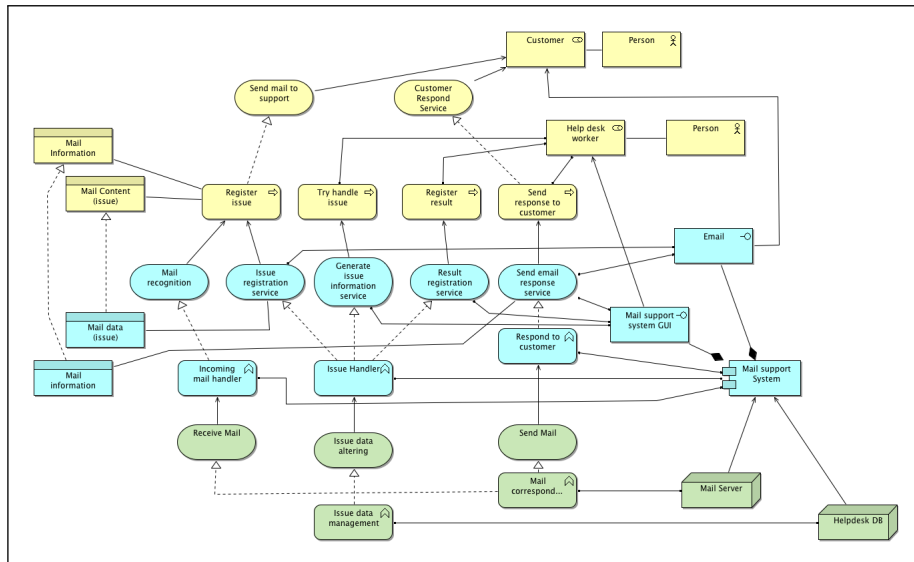 Customer
Person
Send mail to
support
Customer
Respond
Service
Help desk
worker
Person
Mail
Information
Mail Content
(issue)
Register
issue
Try handle
issue
Register
result
Send
response to
customer
Email
Mail
recognition
Issue
registration
service
Generate
issue
information
service
Result
registration
service
Send email
response
service
Mail data
(issue)
Mail support
system GUI
Respond to
customer
Mail
information
Incoming
mail handler
Issue Handler
Mail support
System
Receive Mail
Issue data
altering
Send Mail
Mail
correspond...
Mail Server
Issue data
management
Helpdesk DB